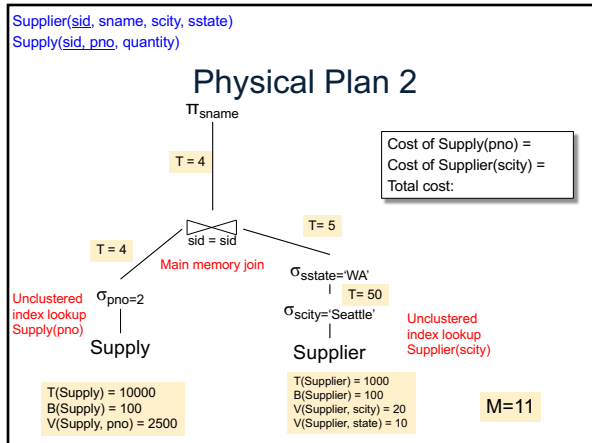 Supplier(sid, sname, scity, sstate)
Supply(sid, pno, quantity)
Physical Plan 2
πsname
Cost of Supply(pno) =
Cost of Supplier(scity) =
Total cost:
T = 4
T= 5
sid = sid
T = 4
Main memory join
σsstate=‘WA’
T= 50
Unclustered
index lookup
Supply(pno)
σpno=2
σscity=‘Seattle’
Unclustered
index lookup
Supplier(scity)
Supply
Supplier
T(Supply) = 10000
B(Supply) = 100
V(Supply, pno) = 2500
T(Supplier) = 1000
B(Supplier) = 100
V(Supplier, scity) = 20
V(Supplier, state) = 10
M=11